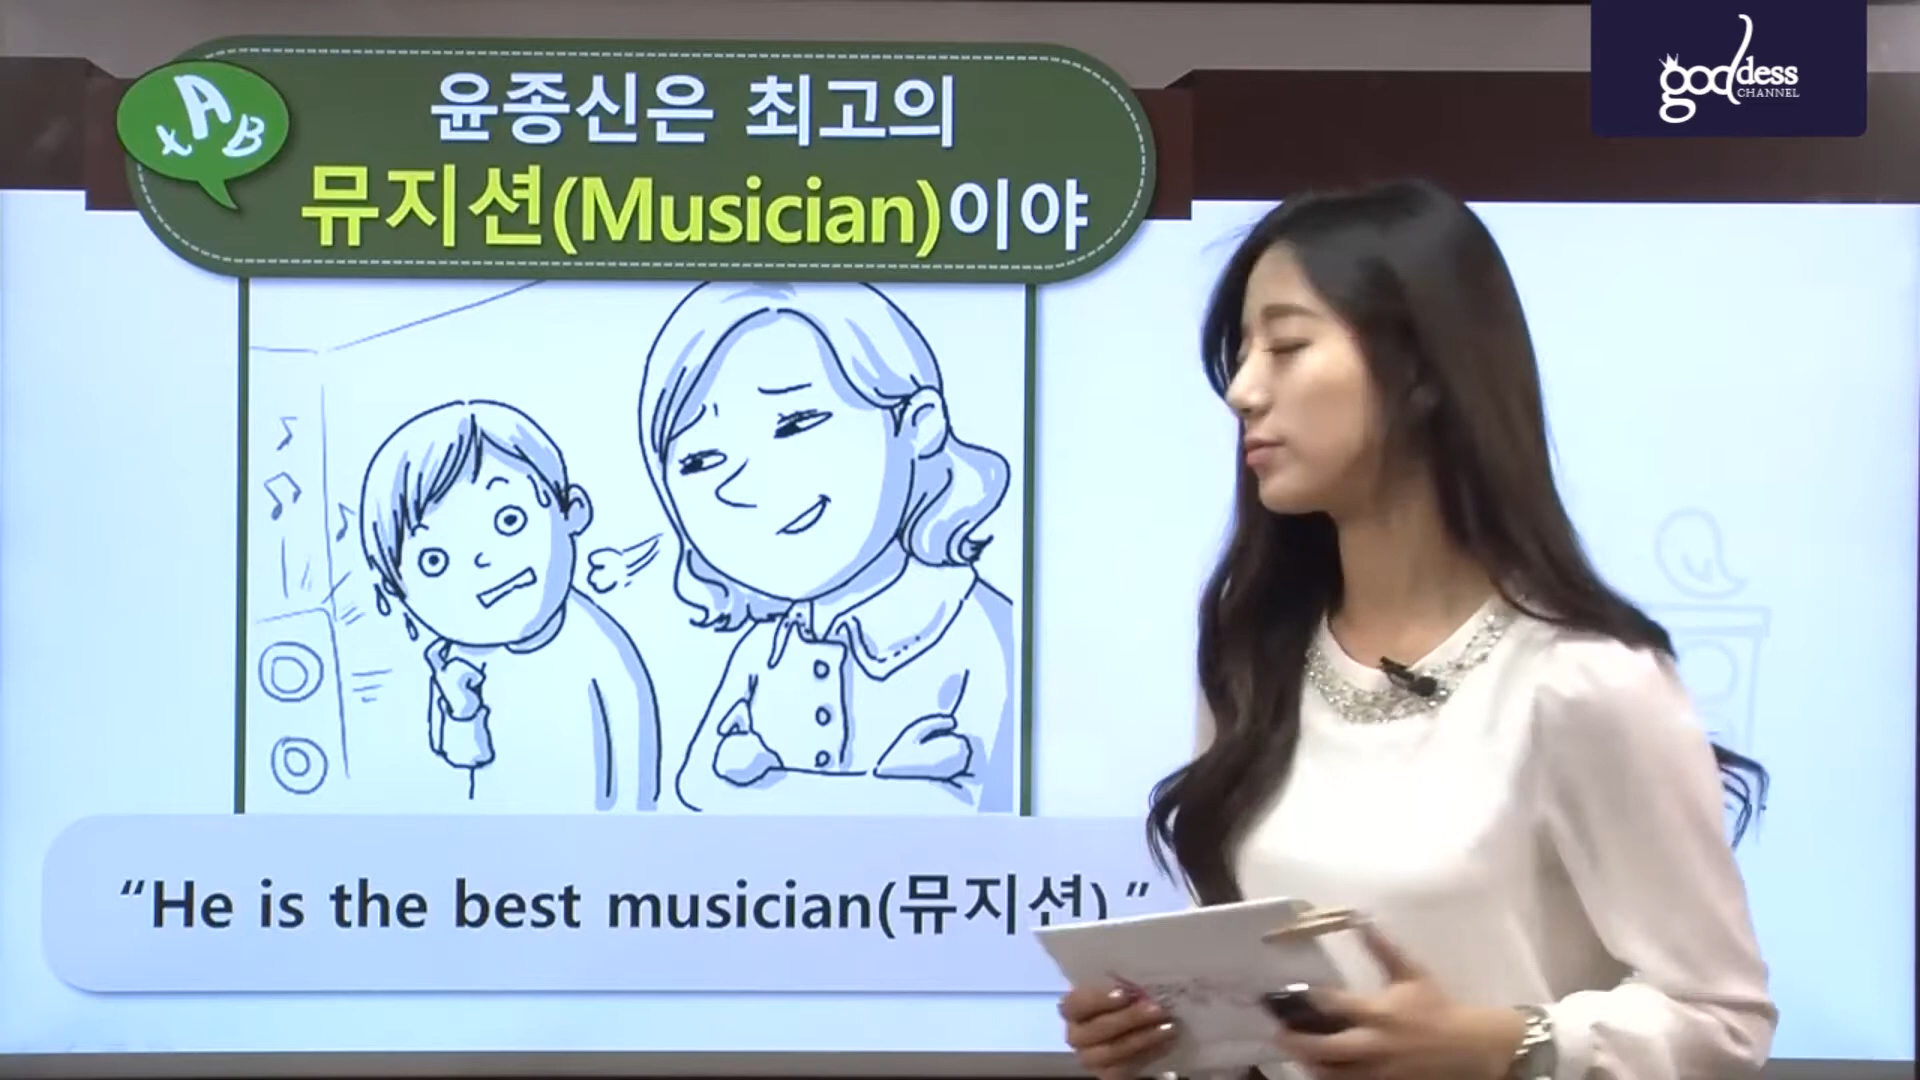 goddess
CHANNEL
A
B
윤종신은 최고의
뮤지션(Musician)이야
“He is the best musician(뮤지션).”